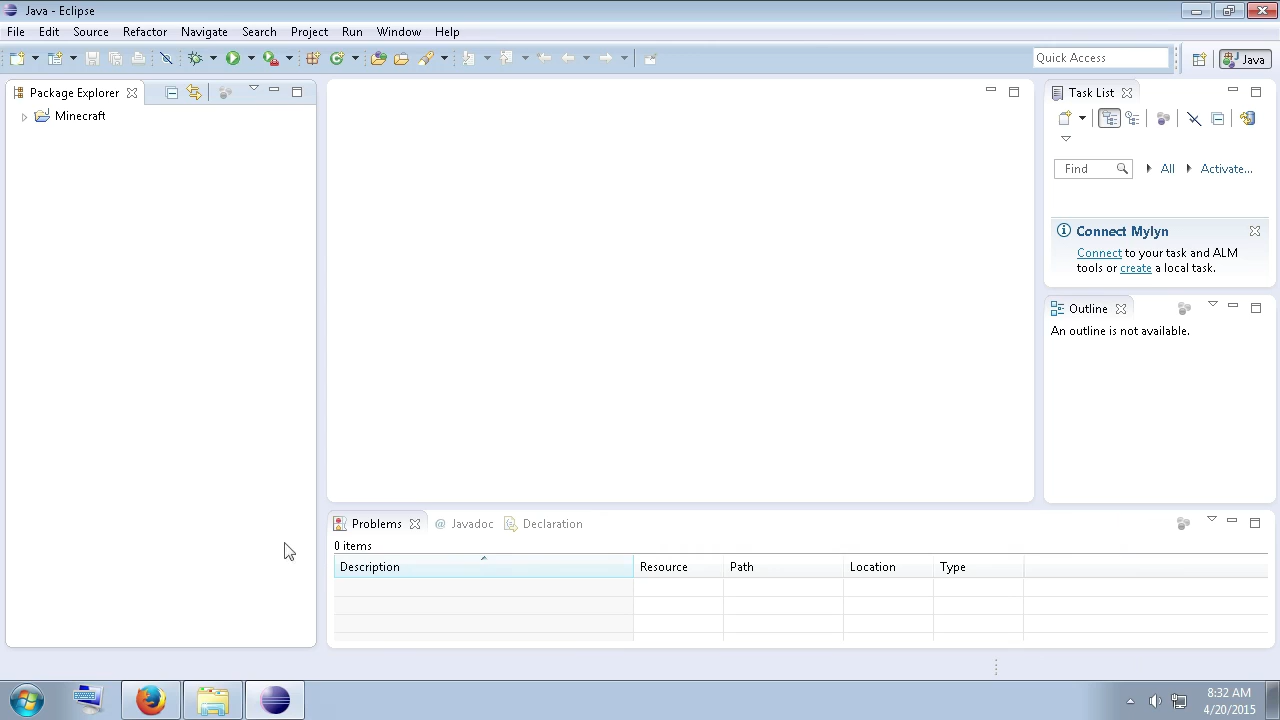 Java - Eclipse
File Edit Source Refactor Navigate Search Project Run Window Help
Quick Access
Java
Package Explorer
Minecraft
Task List
Find
All
Activate...
Connect Mylyn
Connect to your task and ALM
tools or create a local task.
Outline
An outline is not available.
Problems @ Javadoc Declaration
0 items
Description Resource Path Location Type
8:32 AM
4/20/2015